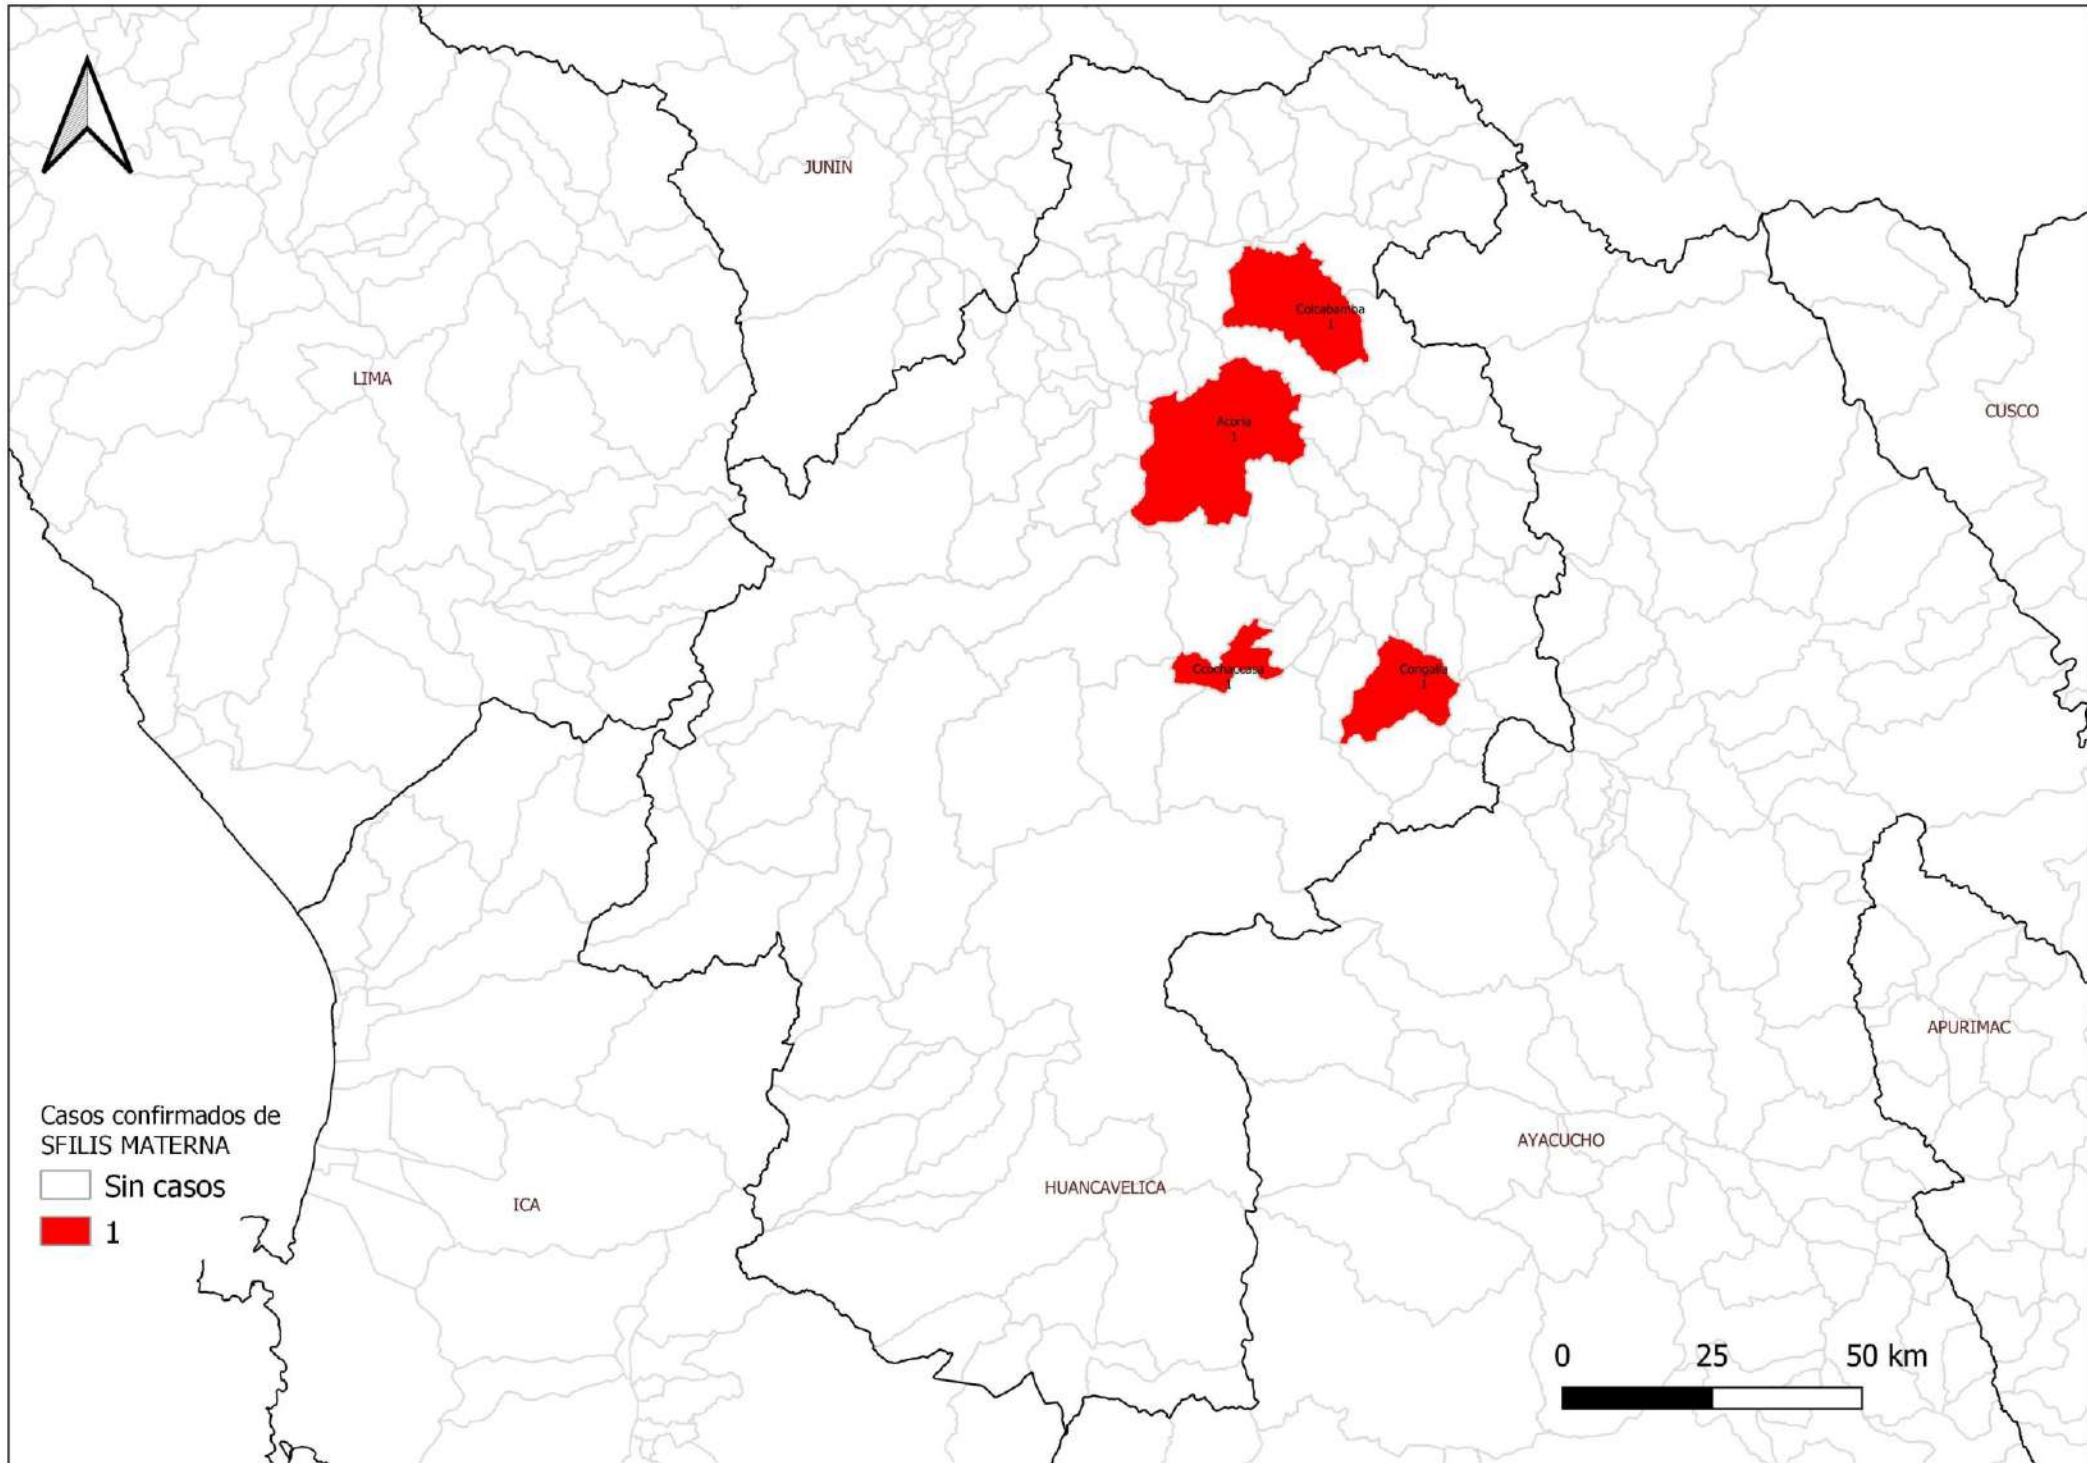 JUNIN
Colcabamba
1
LIMA
CUSCO
Acoria
1
Ccochaccasa
1
Congalla
1
APURIMAC
Casos confirmados de
SFILIS MATERNA
Sin casos
1
AYACUCHO
HUANCAVELICA
ICA
0 25 50 km